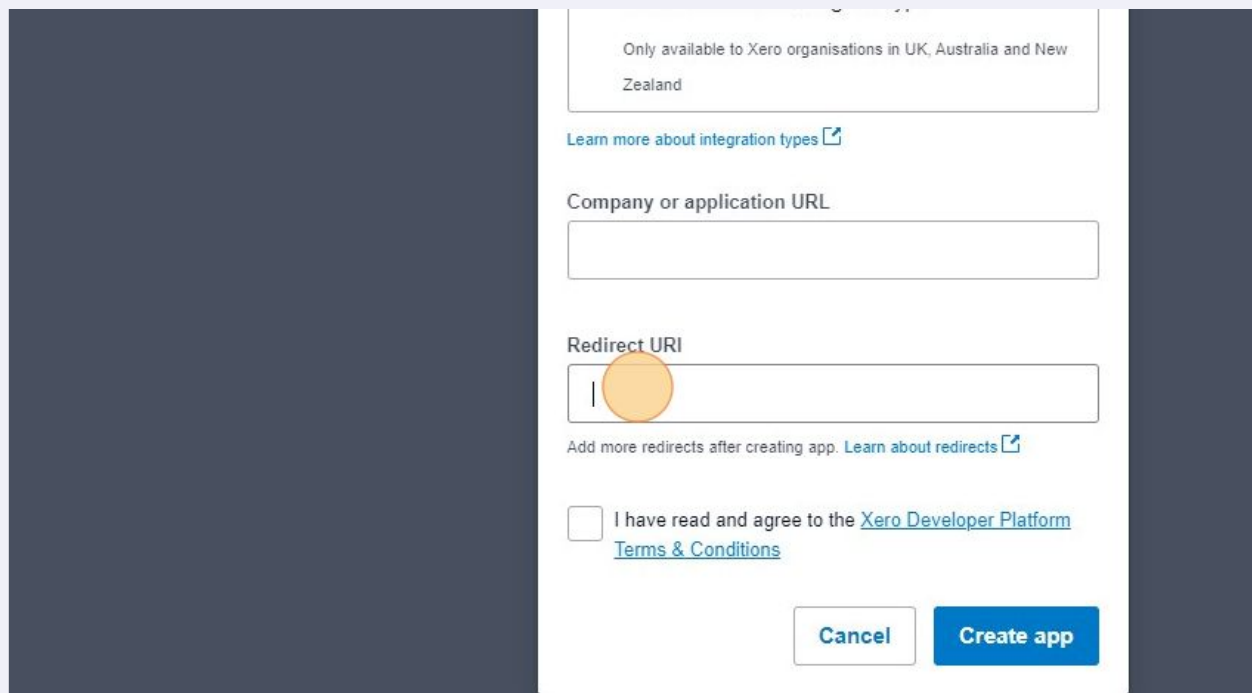 Only available to Xero organisations in UK, Australia and New
Zealand
Learn more about integration types
Company or application URL
Redirect URI
Add more redirects after creating app. Learn about redirects
I have read and agree to the Xero Developer Platform
Terms & Conditions
Cancel Create app